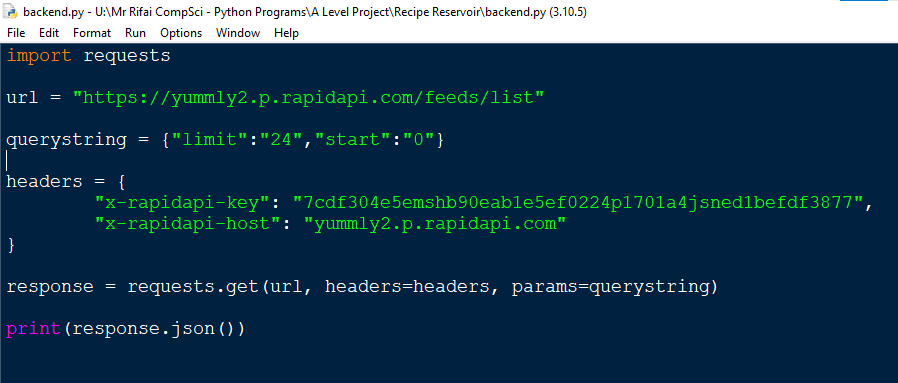 backend.py - U:\Mr Rifai CompSci - Python Programs\A Level Project\Recipe Reservoir\backend.py (3.10.5)
File Edit Format Run Options Window Help
import requests
url = "https://yummly2.p.rapidapi.com/feeds/list"
querystring = {"limit":"24","start":"0"}
headers = {
"x-rapidapi-key": "7cdf304e5emshb90eab1e5ef0224p1701a4jsned1befdf3877",
"x-rapidapi-host": "yummly2.p.rapidapi.com"
}
response = requests.get(url, headers=headers, params=querystring)
print(response.json())